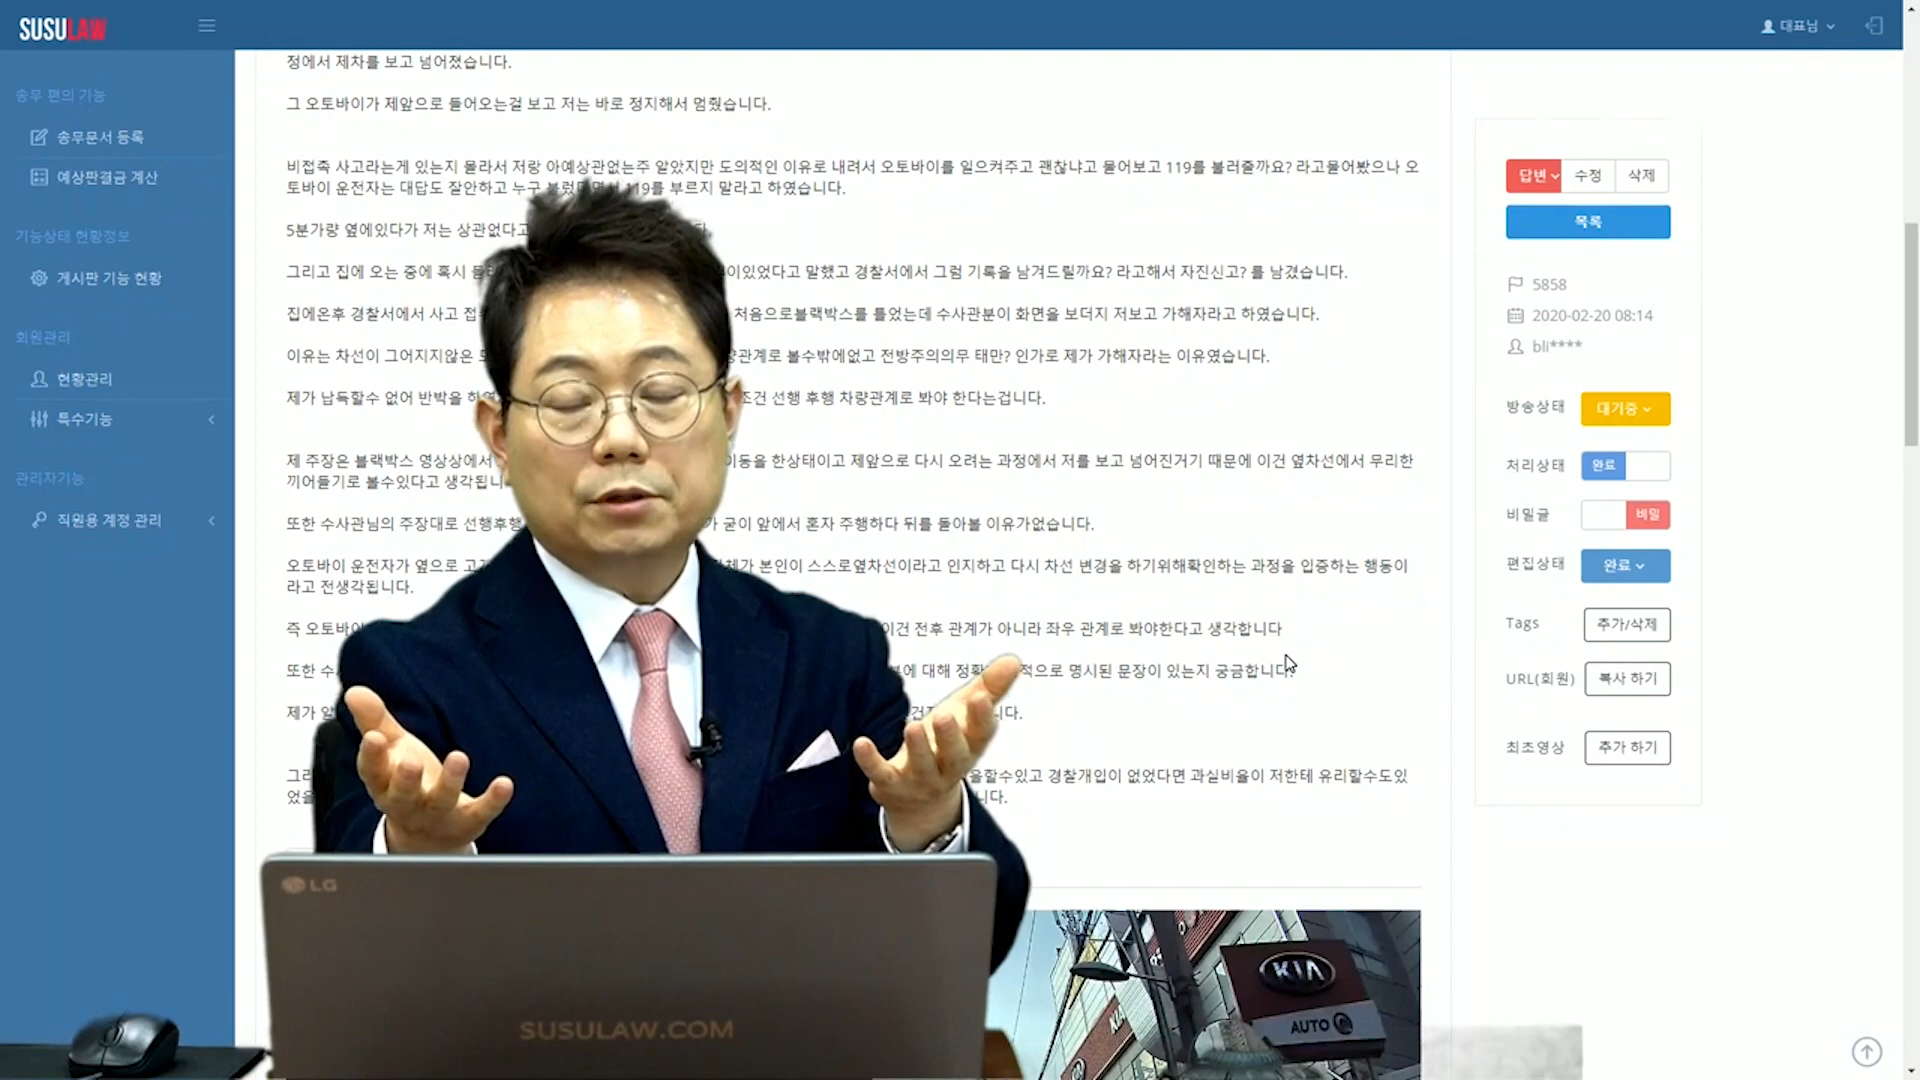 SUSULAW
대표님
송무 편의 기능
송무문서 등록
예상판결금 계산
기능상태 현황정보
게시판 기능 현황
회원관리
현황관리
특수기능
관리자기능
직원용 계정 관리
정에서 제차를 보고 넘어졌습니다.
그 오토바이가 제앞으로 들어오는걸 보고 저는 바로 정지해서 멈췄습니다.
비접촉 사고라는게 있는지 몰라서 저랑 아예상관없는주 알았지만 도의적인 이유로 내려서 오토바이를 일으켜주고 괜찮냐고 물어보고 119를 불러줄까요? 라고물어봤으나 오
토바이 운전자는 대답도 잘안하고 누구 119를 부르지 말라고 하였습니다.
5분가량 옆에있다가 저는 상관없다고
그리고 집에 오는 중에 혹시 이있었다고 말했고 경찰서에서 그럼 기록을 남겨드릴까요? 라고해서 자진신고? 를 남겼습니다.
집에온후 경찰서에서 사고 처음으로블랙박스를 틀었는데 수사관분이 화면을 보더지 저보고 가해자라고 하였습니다.
이유는 차선이 그어지지않은 량관계로 볼수밖에없고 전방주의의무 태만? 인가로 제가 가해자라는 이유였습니다.
제가 납득할수 없어 반박을 조건 선행 후행 차량관계로 봐야 한다는겁니다.
제 주장은 블랙박스 영상상에서 이동을 한상태이고 제앞으로 다시 오려는 과정에서 저를 보고 넘어진거기 때문에 이건 옆차선에서 무리한
끼어들기로 볼수있다고 생각됩니
또한 수사관님의 주장대로 선행후행 가 굳이 앞에서 혼자 주행하다 뒤를 돌아볼 이유가없습니다.
오토바이 운전자가 옆으로 자체가 본인이 스스로옆차선이라고 인지하고 다시 차선 변경을 하기위해확인하는 과정을 입증하는 행동이
라고 전생각됩니다.
즉 이건 전후 관계가 아니라 좌우 관계로 봐야한다고 생각합니다
또한 에 대해 정확 적으로 명시된 문장이 있는지 궁금합니다.
제가 니다.
그리 을할수있고 경찰개입이 없었다면 과실비율이 저한테 유리할수도있
었을 니다.
답변
수정
삭제
목록
5858
2020-02-20 08:14
bli****
방송상태 대기중
처리상태 완료
비밀글 비밀
편집상태 완료
Tags 추가/삭제
URL(회원) 복사 하기
최초영상 추가 하기
LG
SUSULAW.COM
KIA
AUTO Q
KIA